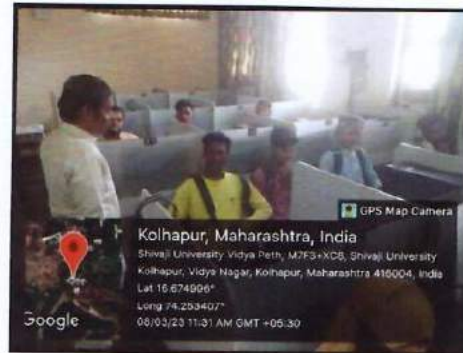 GPS Map Camera
Kolhapur, Maharashtra, India
Shivaji University Vidya Peth, M7F3+XC8, Shivaji University
Kolhapur, Vidya Nagar, Kolhapur, Maharashtra 416004, India
Lat 16.674996°
Long 74.253407°
08/03/23 11:31 AM GMT +05:30
Google